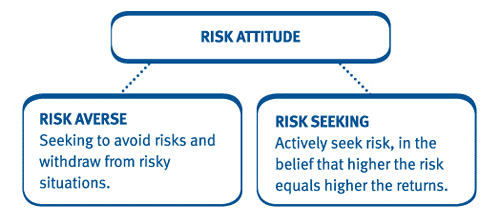 RISK ATTITUDE
RISK AVERSE
Seeking to avoid risks and
withdraw from risky
situations.
RISK SEEKING
Actively seek risk, in the
belief that higher the risk
equals higher the returns.